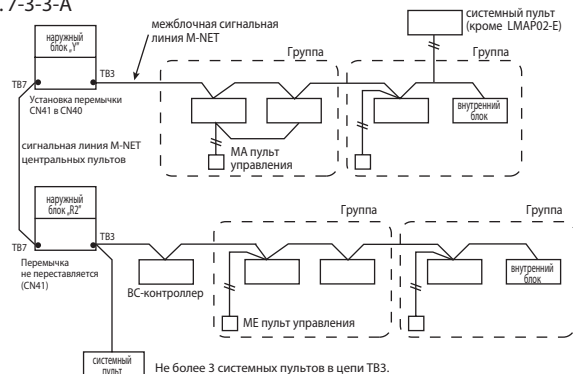 . 7-3-3-A
межблочная сигнальная
линия M-NET
системный пульт
(кроме LMAP02-E)
наружный
блок „Y"
TB3
TB7
Группа
Группа
Установка перемычки
CN41 в CN40
внутренний
блок
сигнальная линия M-NET
центральных пультов
MA пульт
управления
наружный
блок „R2"
TB3
TB7
Группа
Группа
Перемычка
не переставляется
(CN41)
BC-контроллер
внутренний
блок
ME пульт управления
системный
пульт
Не более 3 системных пультов в цепи TB3.